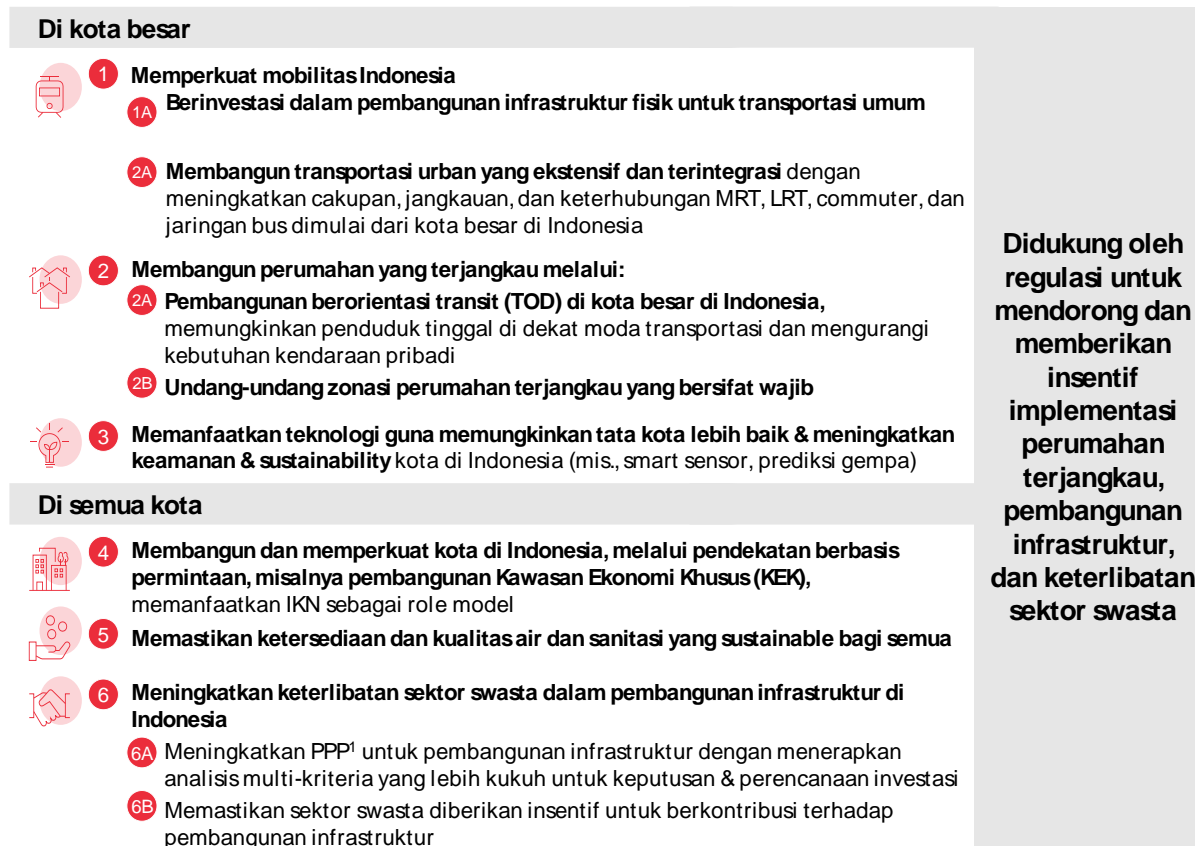 Di kota besar
1 Memperkuat mobilitas Indonesia
1A Berinvestasi dalam pembangunan infrastruktur fisik untuk transportasi umum
2A Membangun transportasi urban yang ekstensif dan terintegrasi dengan
meningkatkan cakupan, jangkauan, dan keterhubungan MRT, LRT, commuter, dan
jaringan bus dimulai dari kota besar di Indonesia
2 Membangun perumahan yang terjangkau melalui:
2A Pembangunan berorientasi transit (TOD) di kota besar di Indonesia,
memungkinkan penduduk tinggal di dekat moda transportasi dan mengurangi
kebutuhan kendaraan pribadi
2B Undang-undang zonasi perumahan terjangkau yang bersifat wajib
3 Memanfaatkan teknologi guna memungkinkan tata kota lebih baik & meningkatkan
keamanan & sustainability kota di Indonesia (mis., smart sensor, prediksi gempa)
Di semua kota
4 Membangun dan memperkuat kota di Indonesia, melalui pendekatan berbasis
permintaan, misalnya pembangunan Kawasan Ekonomi Khusus (KEK),
memanfaatkan IKN sebagai role model
5 Memastikan ketersediaan dan kualitas air dan sanitasi yang sustainable bagi semua
6 Meningkatkan keterlibatan sektor swasta dalam pembangunan infrastruktur di
Indonesia
6A Meningkatkan PPP¹ untuk pembangunan infrastruktur dengan menerapkan
analisis multi-kriteria yang lebih kukuh untuk keputusan & perencanaan investasi
6B Memastikan sektor swasta diberikan insentif untuk berkontribusi terhadap
pembangunan infrastruktur
Didukung oleh
regulasi untuk
mendorong dan
memberikan
insentif
implementasi
perumahan
terjangkau,
pembangunan
infrastruktur,
dan keterlibatan
sektor swasta